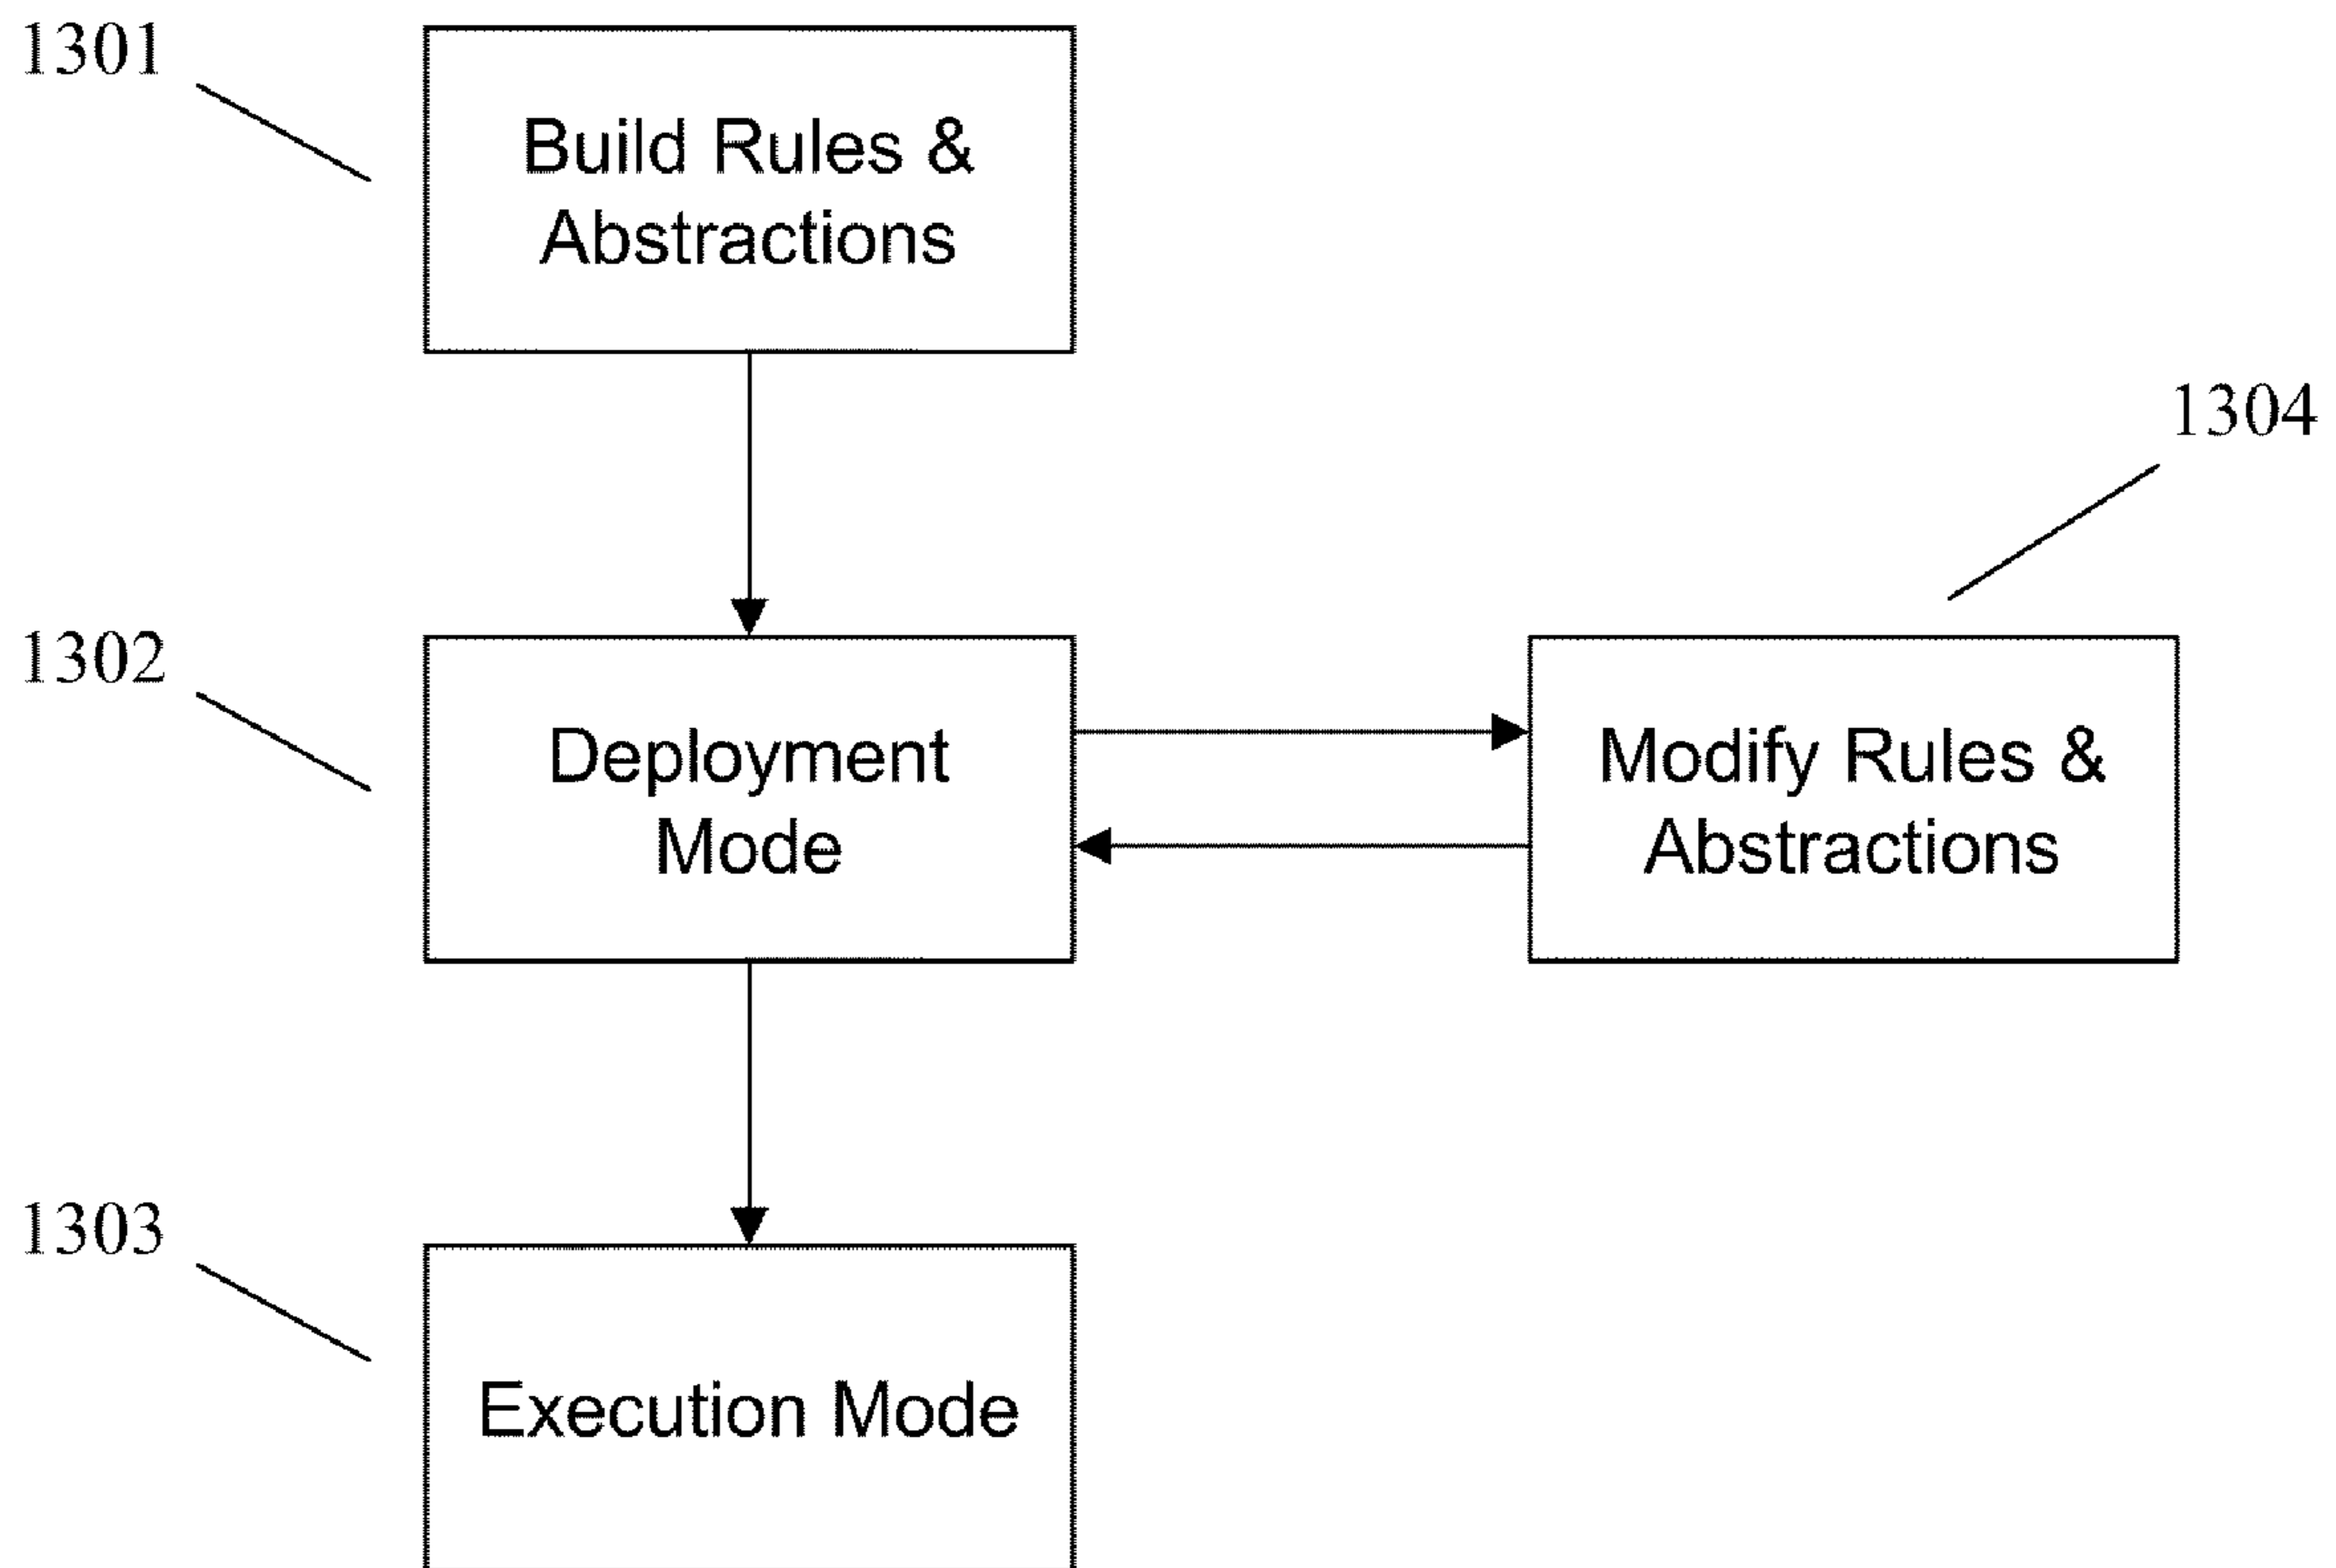 1301
Build Rules &
Abstractions
1304
1302
Deployment
Mode
Modify Rules &
Abstractions
1303
Execution Mode